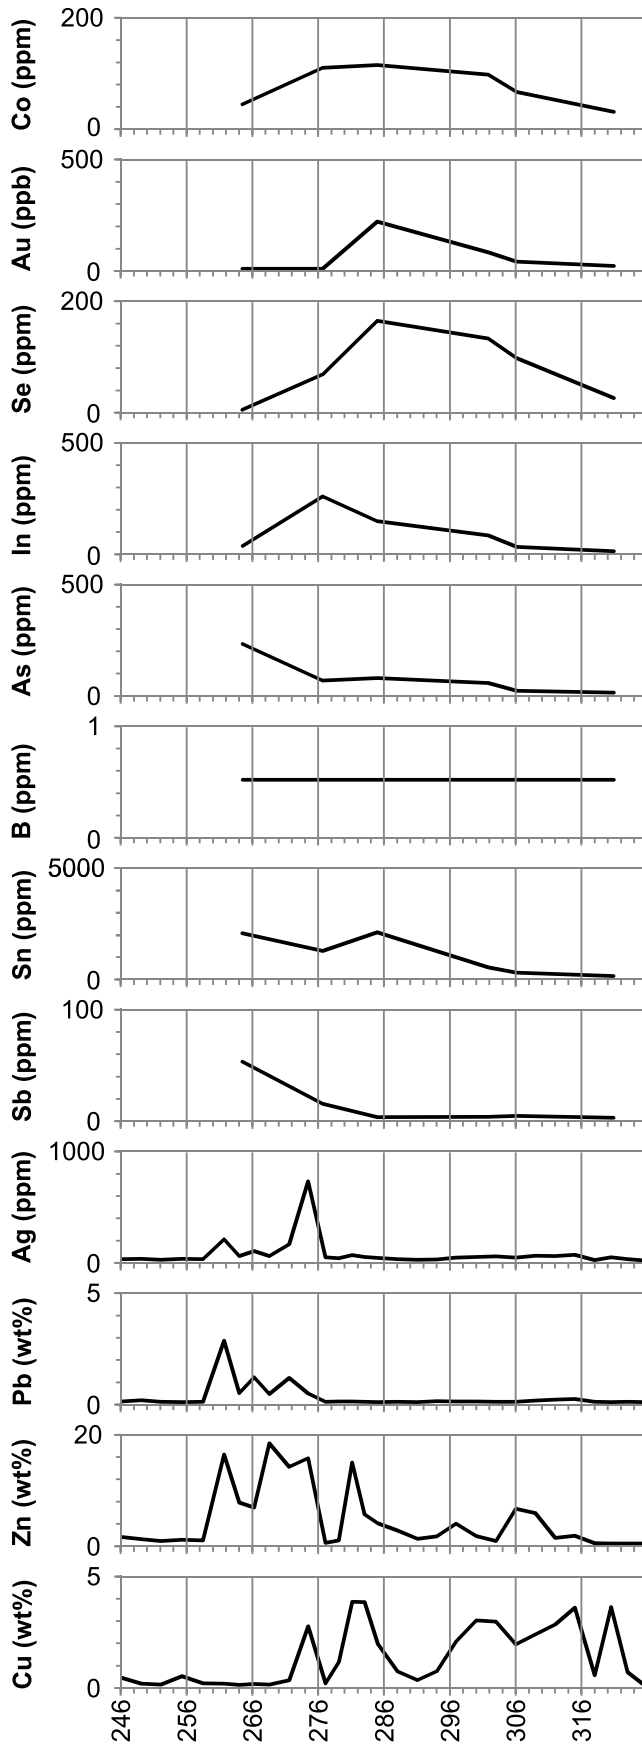 200
Co (ppm)
0
500
Au (ppb)
0
200
Se (ppm)
0
500
In (ppm)
0
500
As (ppm)
0
1
B (ppm)
0
5000
Sn (ppm)
0
100
Sb (ppm)
0
1000
Ag (ppm)
0
5
Pb (wt%)
0
20
Zn (wt%)
0
5
Cu (wt%)
0
246 256 266 276 286 296 306 316